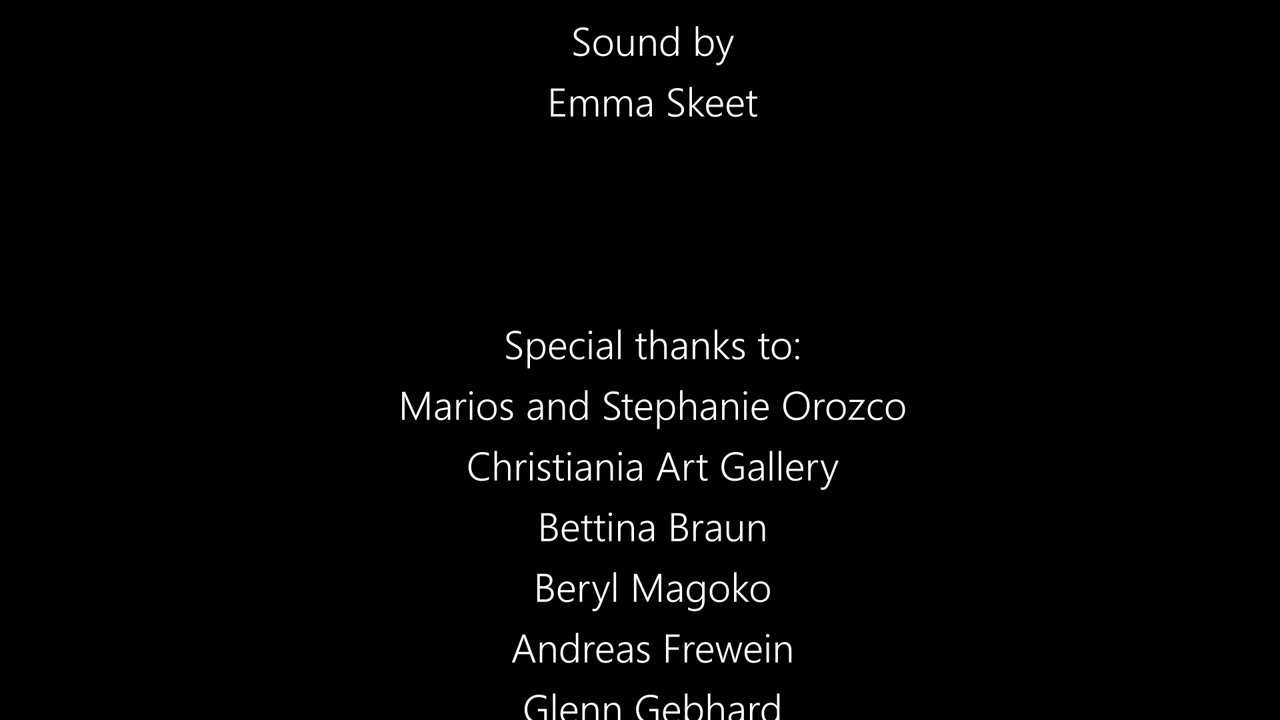 Sound by
Emma Skeet
Special thanks to:
Marios and Stephanie Orozco
Christiania Art Gallery
Bettina Braun
Beryl Magoko
Andreas Frewein
Glenn Gebhard